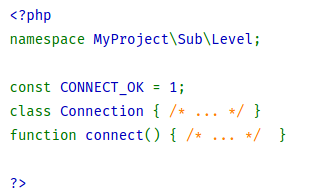 <?php
namespace MyProject\Sub\Level;
const CONNECT_OK = 1;
class Connection { /* ... */ }
function connect() { /* ... */  }
?>